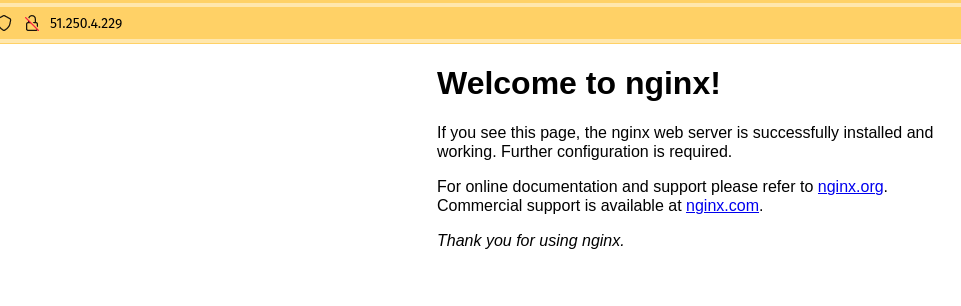 51.250.4.229
Welcome to nginx!
If you see this page, the nginx web server is successfully installed and
working. Further configuration is required.
For online documentation and support please refer to nginx.org.
Commercial support is available at nginx.com.
Thank you for using nginx.